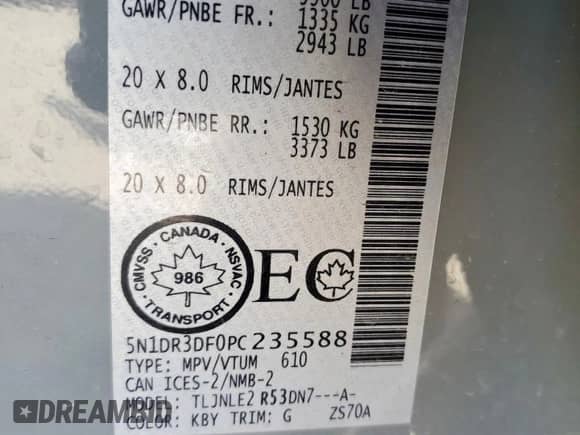 GAWR/PNBE FR.: 1335 KG
2943 LB
20 X 8.0 RIMS/JANTES
GAWR/PNBE RR.: 1530 KG
3373 LB
20 X 8.0 RIMS/JANTES
CANADA · NSVAC · TRANSPORT · CMVSS ·
986
EC
5N1DR3DF0PC235588
TYPE: MPV/VTUM 610
CAN ICES-2/NMB-2
MODEL: TLJNLE2 R53DN7---A-
COLOR: KBY TRIM: G ZS70A
DREAMBID
Dreambid.com